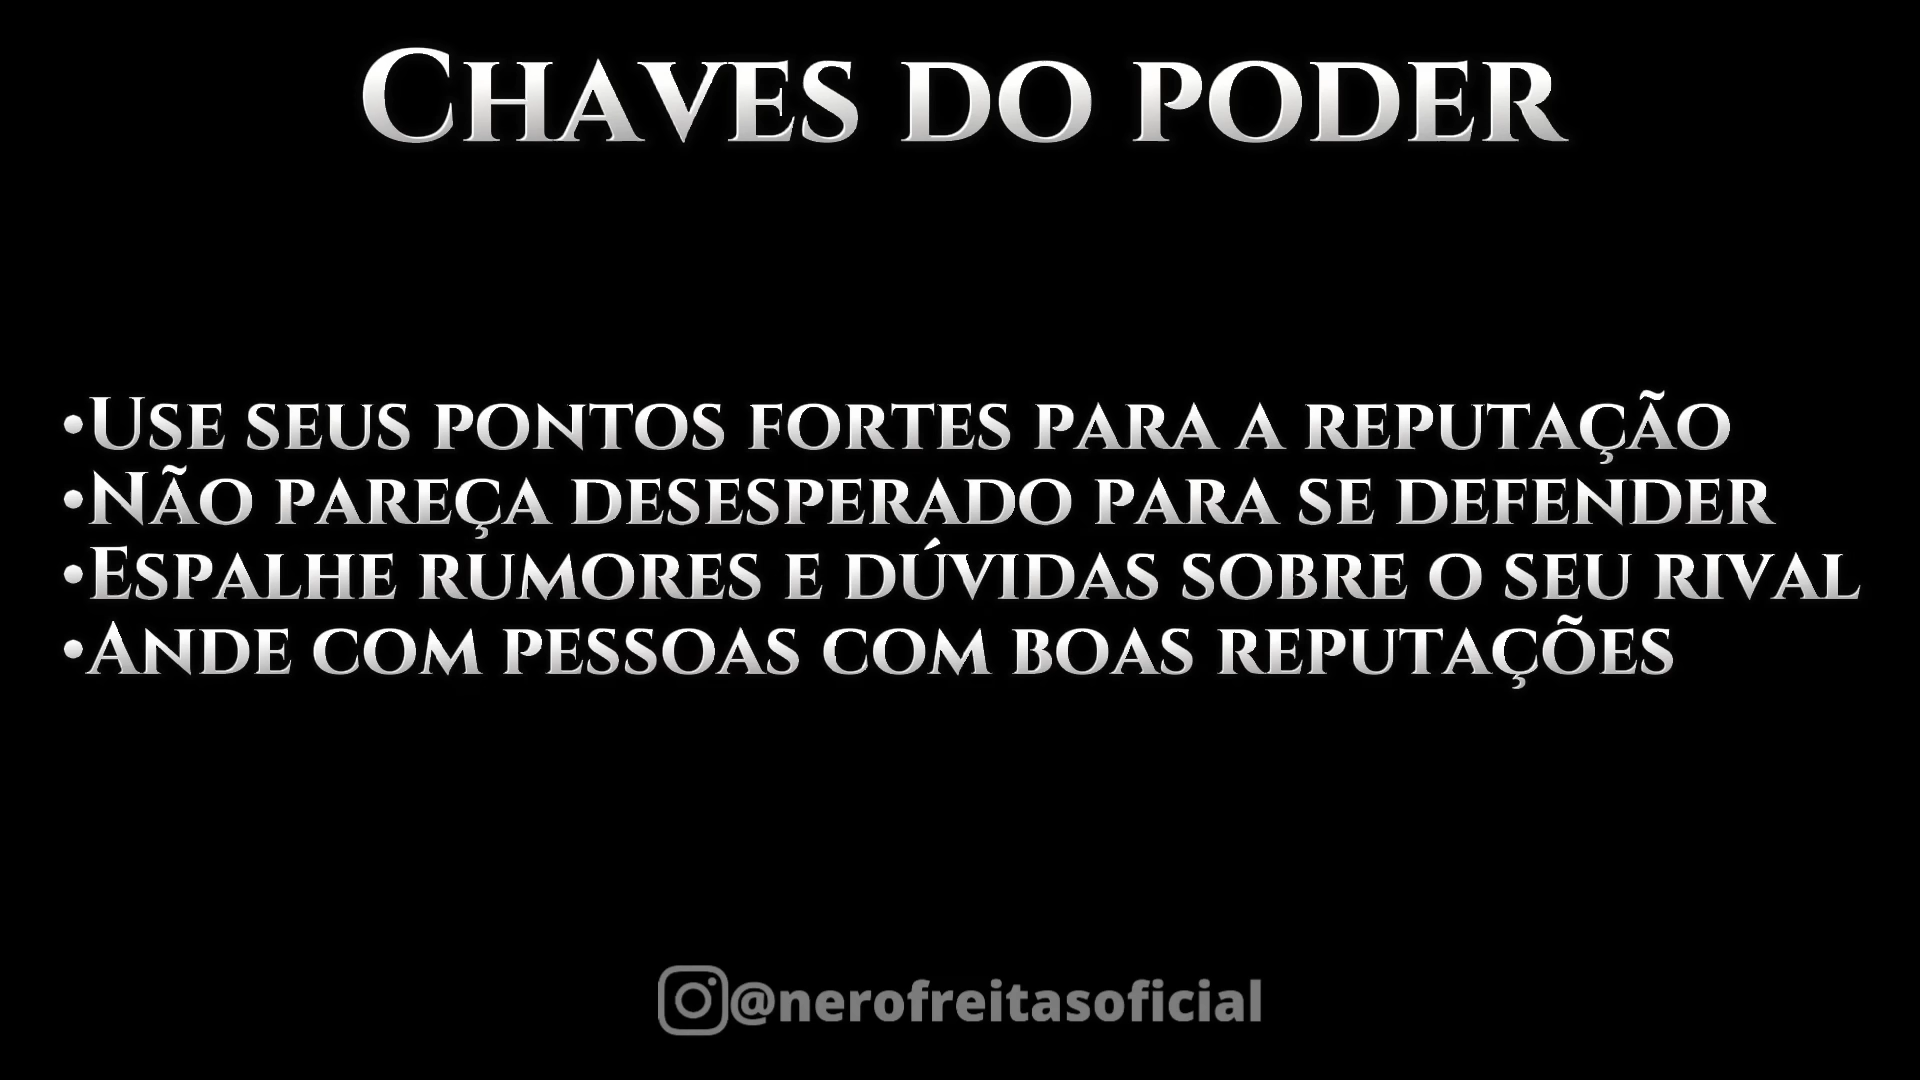 Chaves do poder
•Use seus pontos fortes para a reputação
•Não pareça desesperado para se defender
•Espalhe rumores e dúvidas sobre o seu rival
•Ande com pessoas com boas reputações
@nerofreitasoficial